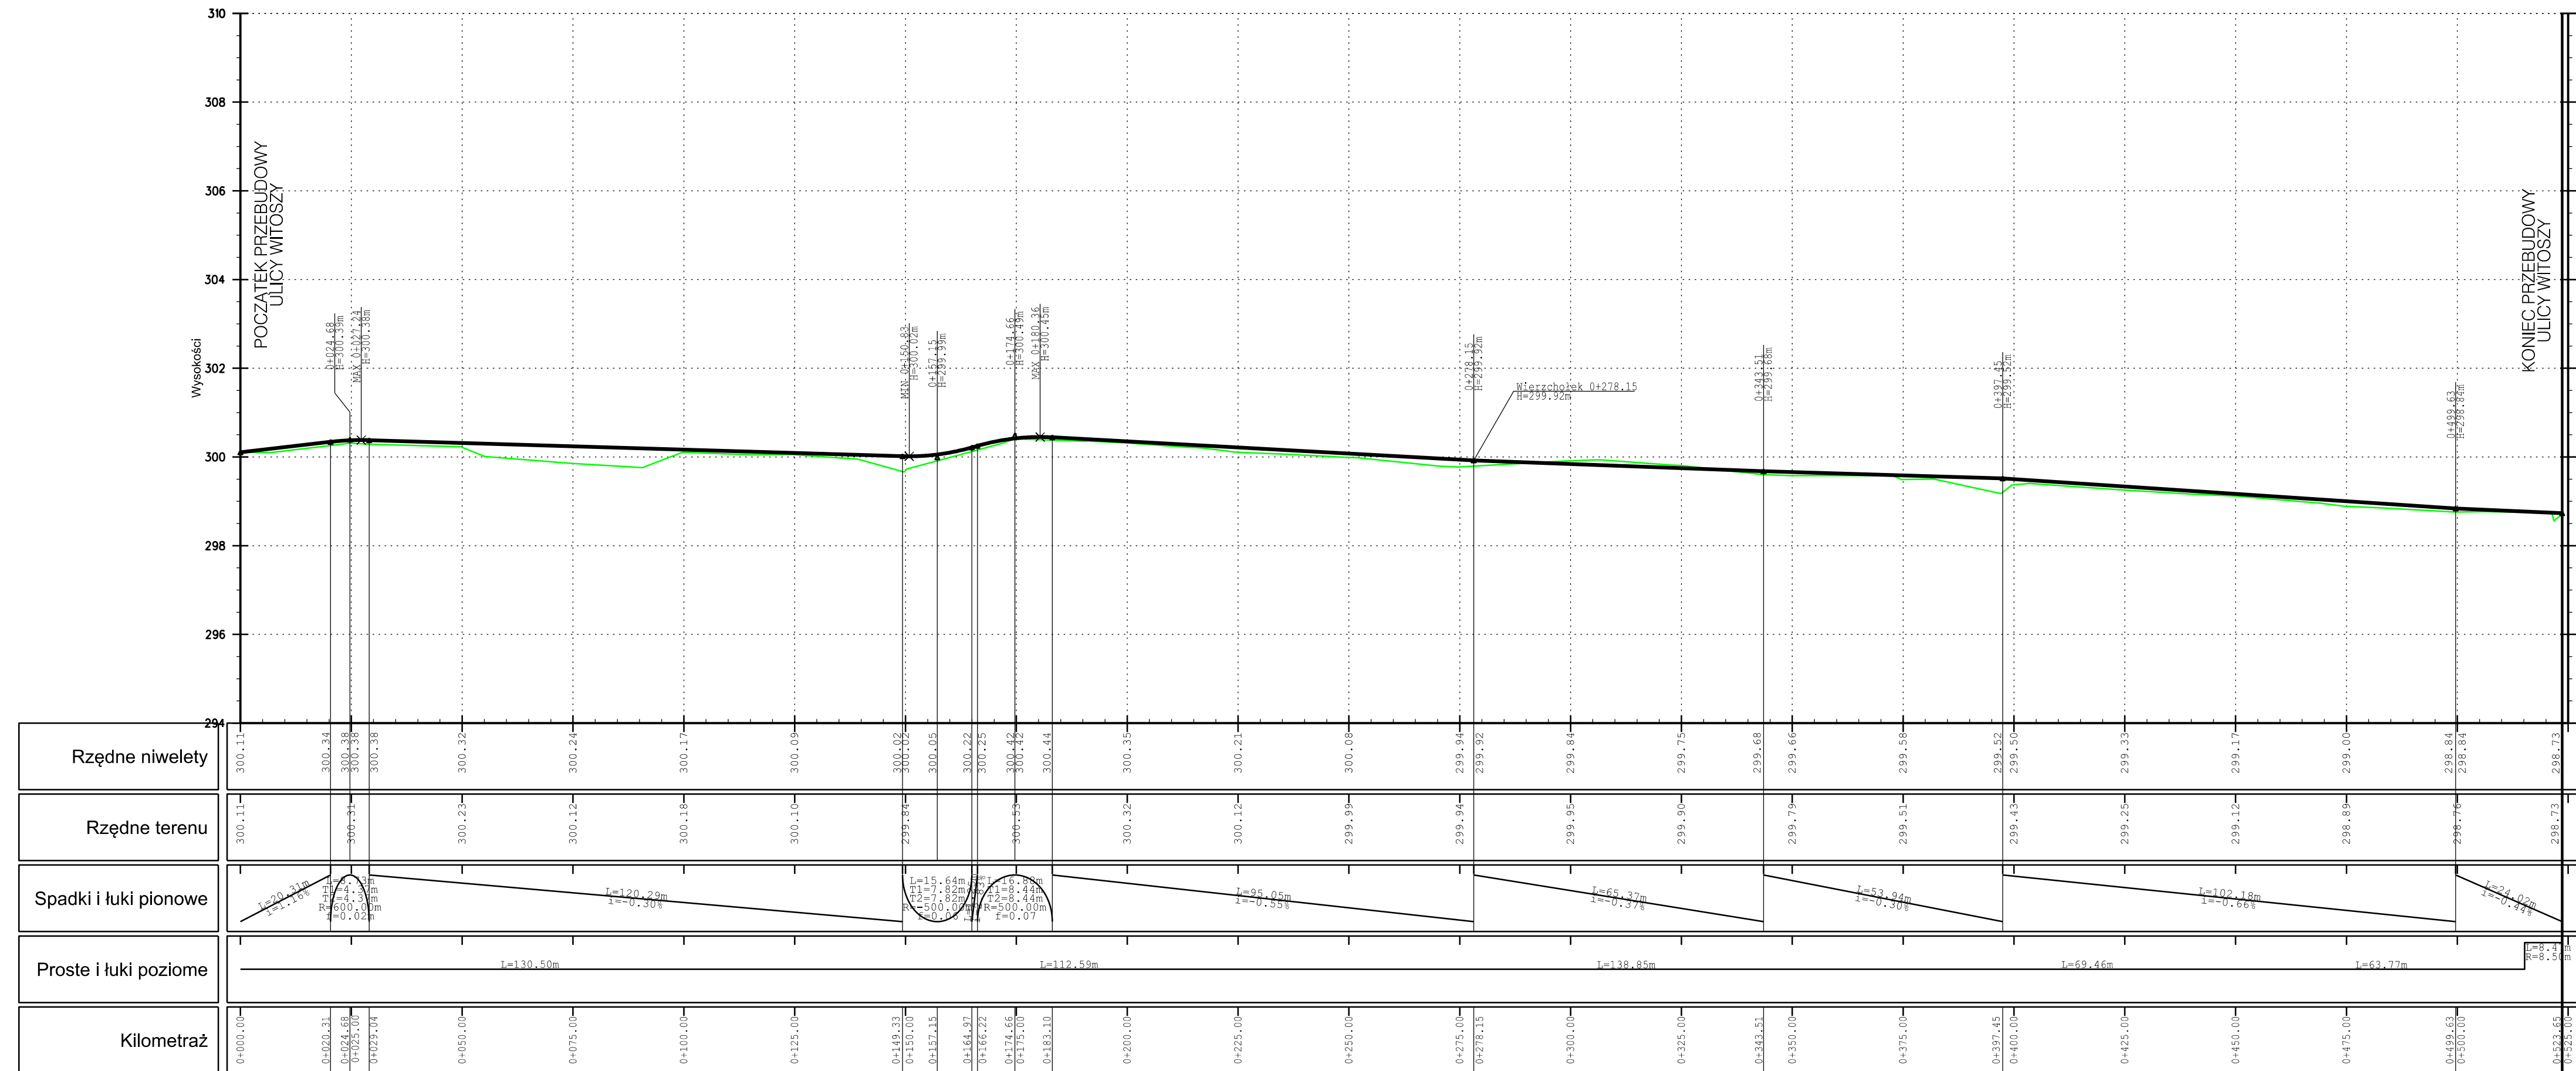 310
308
306
304
302
300
298
296
294
Wysokości
POCZĄTEK PRZEBUDOWY
ULICY WITOSZY
0+024.68
H=300.39m
MAX 0+027.24
H=300.38m
MIN 0+150.83
H=300.02m
0+157.15
H=299.99m
0+174.66
H=300.49m
MAX 0+180.36
H=300.45m
0+278.15
H=299.92m
Wierzchołek 0+278.15
H=299.92m
0+343.51
H=299.68m
0+397.45
H=299.52m
0+499.63
H=298.84m
KONIEC PRZEBUDOWY
ULICY WITOSZY
Rzędne niwelety
300.11
300.34
300.38
300.38
300.38
300.32
300.24
300.17
300.09
300.02
300.02
300.05
300.22
300.25
300.42
300.42
300.44
300.35
300.21
300.08
299.94
299.92
299.84
299.75
299.68
299.66
299.58
299.52
299.50
299.33
299.17
299.00
298.84
298.84
298.73
Rzędne terenu
300.11
300.31
300.23
300.12
300.18
300.10
299.84
300.53
300.32
300.12
299.99
299.94
299.95
299.90
299.79
299.51
299.43
299.25
299.12
298.89
298.76
298.73
Spadki i łuki pionowe
L=20.31m
i=1.16%
L=8.73m
T1=4.37m
T2=4.37m
R=600.00m
f=0.02m
L=120.29m
i=-0.30%
L=15.64m
T1=7.82m
T2=7.82m
R=-500.00m
f=0.06
L=16.88m
T1=8.44m
T2=8.44m
R=500.00m
f=0.07
L=95.05m
i=-0.55%
L=65.37m
i=-0.37%
L=53.94m
i=-0.30%
L=102.18m
i=-0.66%
L=24.02m
i=-0.44%
Proste i łuki poziome
L=130.50m
L=112.59m
L=138.85m
L=69.46m
L=63.77m
R=8.50m
Kilometraż
0+000.00
0+020.31
0+024.68
0+025.00
0+029.04
0+050.00
0+075.00
0+100.00
0+125.00
0+149.33
0+150.00
0+157.15
0+164.97
0+166.22
0+174.66
0+175.00
0+183.10
0+200.00
0+225.00
0+250.00
0+275.00
0+278.15
0+300.00
0+325.00
0+343.51
0+350.00
0+375.00
0+397.45
0+400.00
0+425.00
0+450.00
0+475.00
0+499.63
0+500.00
0+523.65
0+525.00